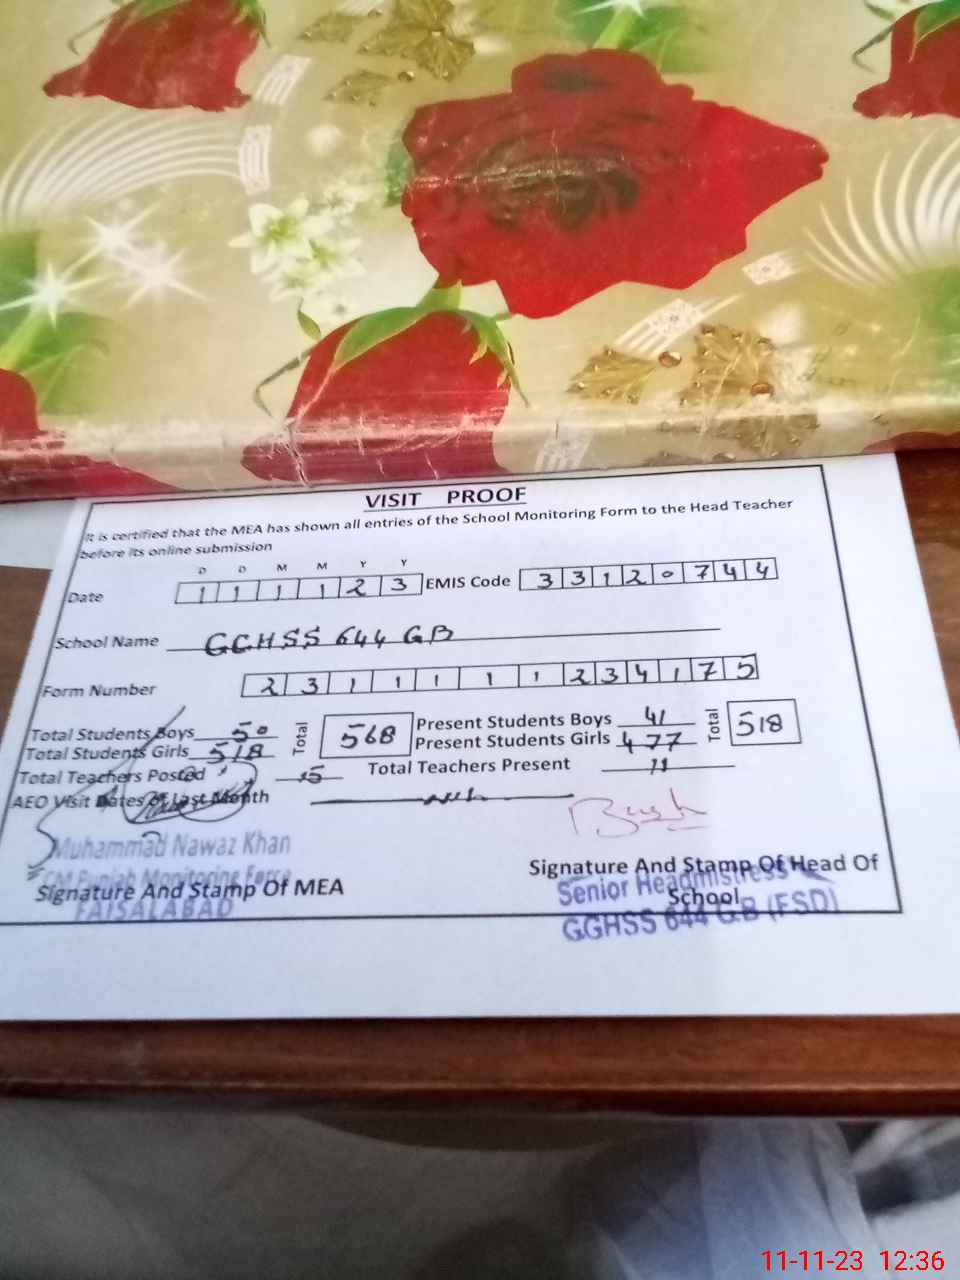 VISIT PROOF
It is certified that the MEA has shown all entries of the School Monitoring Form to the Head Teacher
before its online submission
D D M M Y Y
Date 1 1 1 1 2 3 EMIS Code 3 3 1 2 0 7 4 4
School Name GGHSS 644 GB
Form Number 2 3 1 1 1 1 1 2 3 4 1 7 5
Total Students Boys 50 Total 568 Present Students Boys 41 Total 518
Total Students Girls 518 Present Students Girls 477
Total Teachers Posted 15 Total Teachers Present 11
AEO Visit Dates of Last Month Nil
Muhammad Nawaz Khan
CM Punjab Monitoring Force
Signature And Stamp Of MEA
FAISALABAD
Signature And Stamp Of Head Of
Senior Headmistress
School
GGHSS 644 G.B (FSD)
11-11-23 12:36